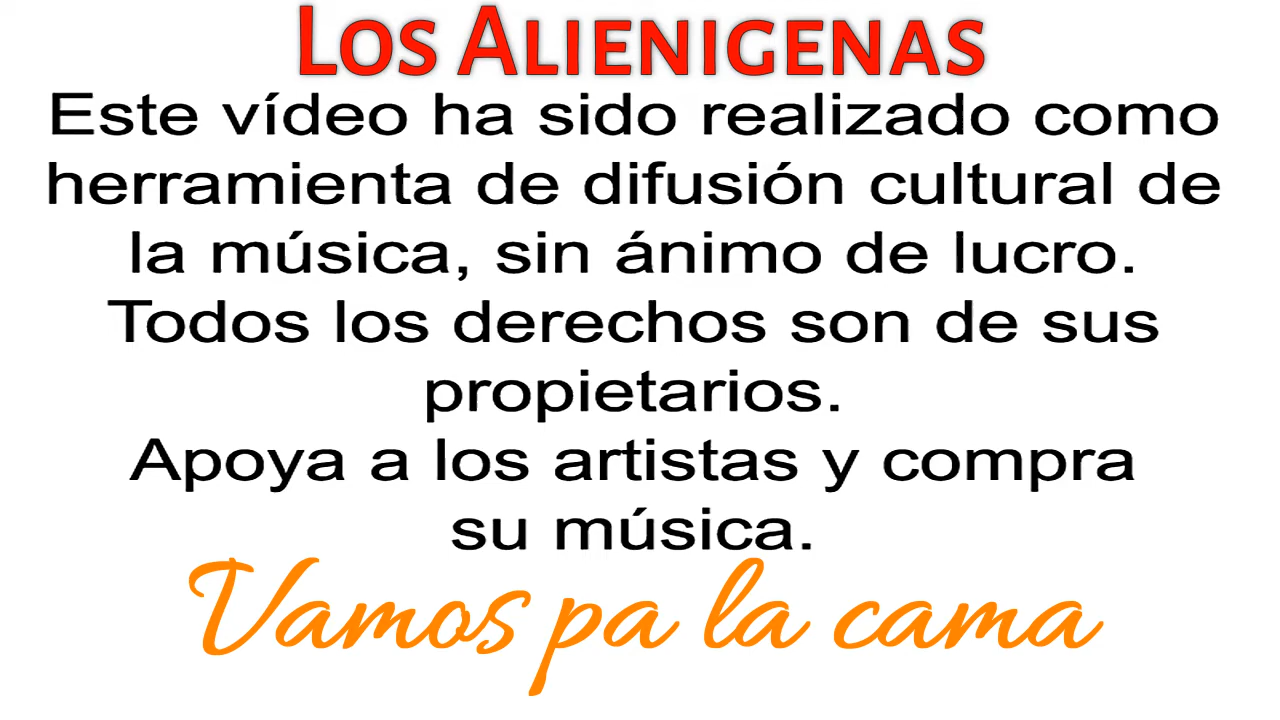 LOS ALIENIGENAS
Este vídeo ha sido realizado como
herramienta de difusión cultural de
la música, sin ánimo de lucro.
Todos los derechos son de sus
propietarios.
Apoya a los artistas y compra
su música.
Vamos pa la cama